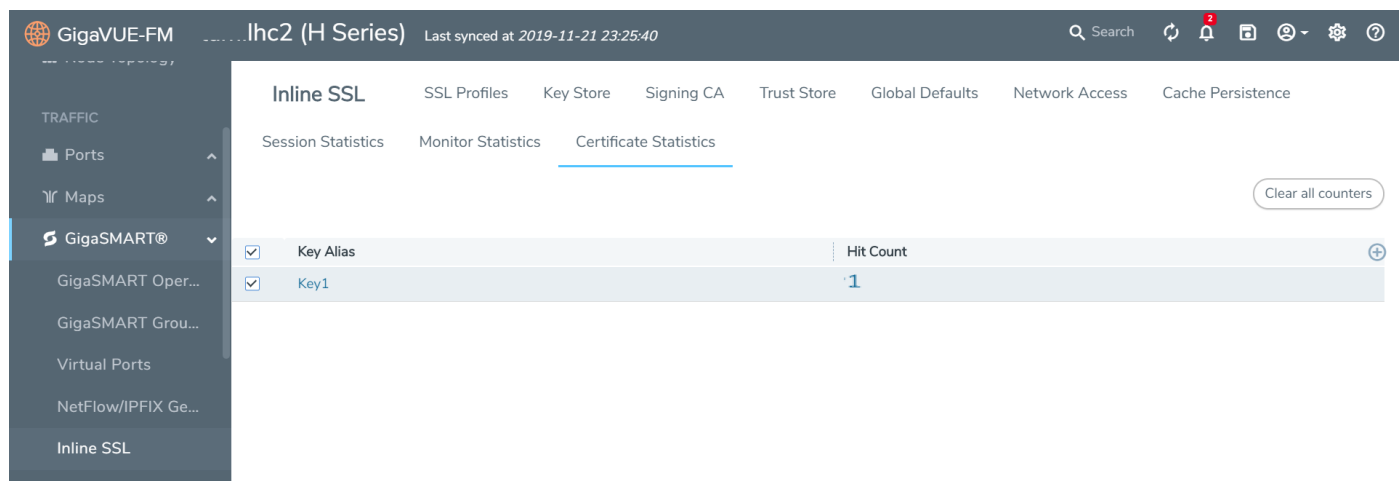 GigaVUE-FM lhc2 (H Series) Last synced at 2019-11-21 23:25:40 Search 2
TRAFFIC
Ports
Maps
GigaSMART®
GigaSMART Oper...
GigaSMART Grou...
Virtual Ports
NetFlow/IPFIX Ge...
Inline SSL
Inline SSL SSL Profiles Key Store Signing CA Trust Store Global Defaults Network Access Cache Persistence
Session Statistics Monitor Statistics Certificate Statistics
Clear all counters
Key Alias Hit Count
Key1 1